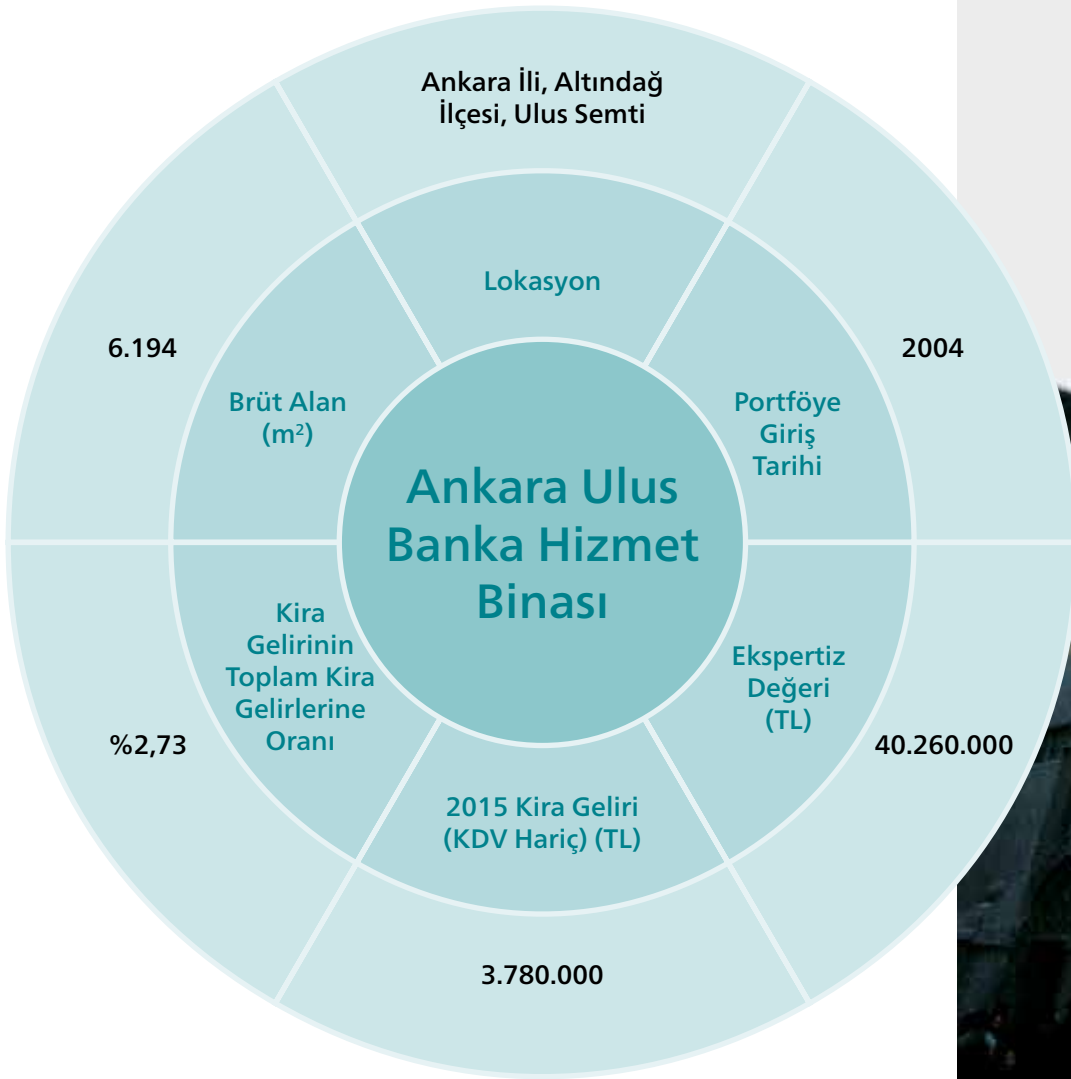 Ankara İli, Altındağ
İlçesi, Ulus Semti
Lokasyon
6.194
2004
Brüt Alan
(m²)
Portföye
Giriş
Tarihi
Ankara Ulus
Banka Hizmet
Binası
Kira
Gelirinin
Toplam Kira
Gelirlerine
Oranı
Ekspertiz
Değeri
(TL)
%2,73
40.260.000
2015 Kira Geliri
(KDV Hariç) (TL)
3.780.000